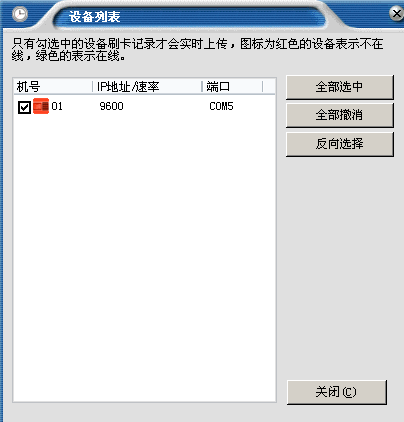 设备列表
只有勾选中的设备刷卡记录才会实时上传，图标为红色的设备表示不在
线，绿色的表示在线。
机号 IP地址/速率 端口
01 9600 COM5
全部选中
全部撤消
反向选择
关闭(C)